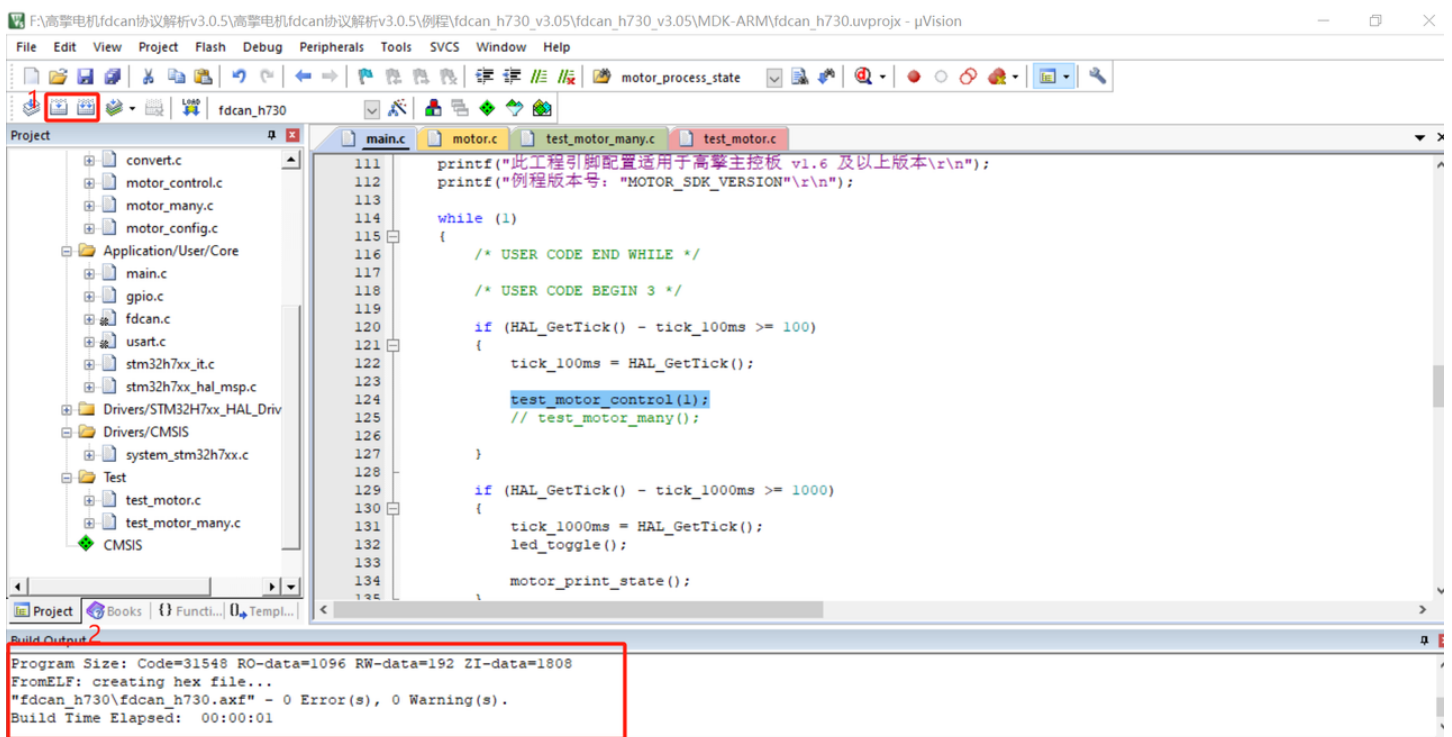 F:\高擎电机fdcan协议解析v3.0.5\高擎电机fdcan协议解析v3.0.5\例程\fdcan_h730_v3.05\fdcan_h730_v3.05\MDK-ARM\fdcan_h730.uvprojx - µVision
File Edit View Project Flash Debug Peripherals Tools SVCS Window Help
motor_process_state
1
LOAD fdcan_h730
Project
main.c motor.c test_motor_many.c test_motor.c
convert.c
motor_control.c
motor_many.c
motor_config.c
Application/User/Core
main.c
gpio.c
fdcan.c
usart.c
stm32h7xx_it.c
stm32h7xx_hal_msp.c
Drivers/STM32H7xx_HAL_Driv
Drivers/CMSIS
system_stm32h7xx.c
Test
test_motor.c
test_motor_many.c
CMSIS
111 printf("此工程引脚配置适用于高擎主控板 v1.6 及以上版本\r\n");
112 printf("例程版本号: "MOTOR_SDK_VERSION"\r\n");
113
114 while (1)
115 {
116 /* USER CODE END WHILE */
117
118 /* USER CODE BEGIN 3 */
119
120 if (HAL_GetTick() - tick_100ms >= 100)
121 {
122 tick_100ms = HAL_GetTick();
123
124 test_motor_control(1);
125 // test_motor_many();
126
127 }
128
129 if (HAL_GetTick() - tick_1000ms >= 1000)
130 {
131 tick_1000ms = HAL_GetTick();
132 led_toggle();
133
134 motor_print_state();
135 }
Project Books {} Functi... Templ...
Build Output
2
Program Size: Code=31548 RO-data=1096 RW-data=192 ZI-data=1808
FromELF: creating hex file...
"fdcan_h730\fdcan_h730.axf" - 0 Error(s), 0 Warning(s).
Build Time Elapsed: 00:00:01